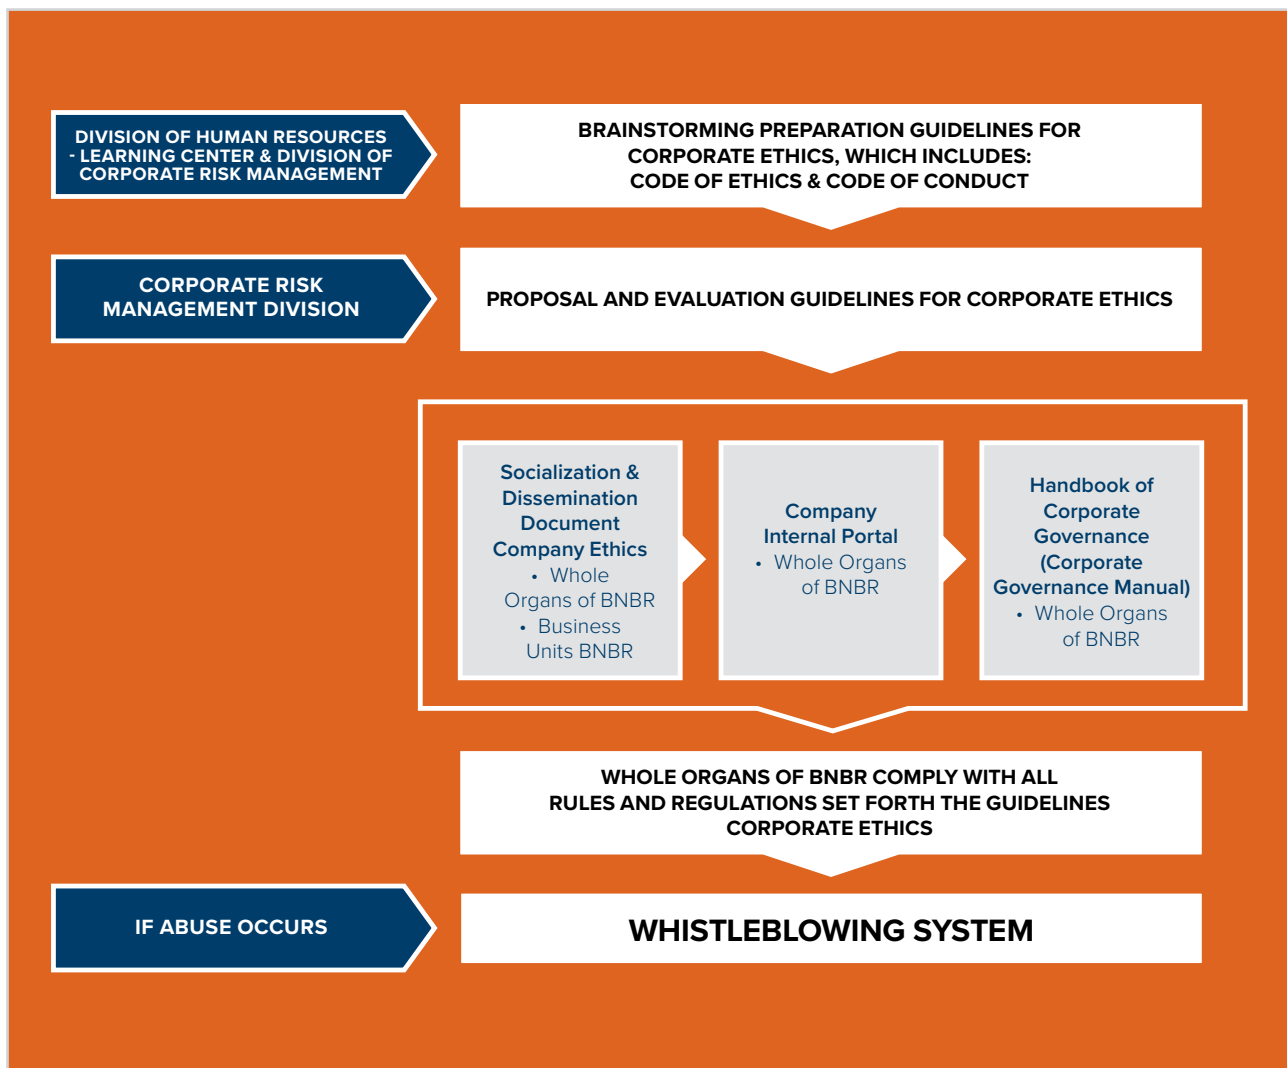 DIVISION OF HUMAN RESOURCES
- LEARNING CENTER & DIVISION OF
CORPORATE RISK MANAGEMENT
BRAINSTORMING PREPARATION GUIDELINES FOR
CORPORATE ETHICS, WHICH INCLUDES:
CODE OF ETHICS & CODE OF CONDUCT
CORPORATE RISK
MANAGEMENT DIVISION
PROPOSAL AND EVALUATION GUIDELINES FOR CORPORATE ETHICS
Socialization &
Dissemination
Document
Company Ethics
• Whole
Organs of BNBR
• Business
Units BNBR
Company
Internal Portal
• Whole Organs
of BNBR
Handbook of
Corporate
Governance
(Corporate
Governance Manual)
• Whole Organs
of BNBR
WHOLE ORGANS OF BNBR COMPLY WITH ALL
RULES AND REGULATIONS SET FORTH THE GUIDELINES
CORPORATE ETHICS
IF ABUSE OCCURS
WHISTLEBLOWING SYSTEM